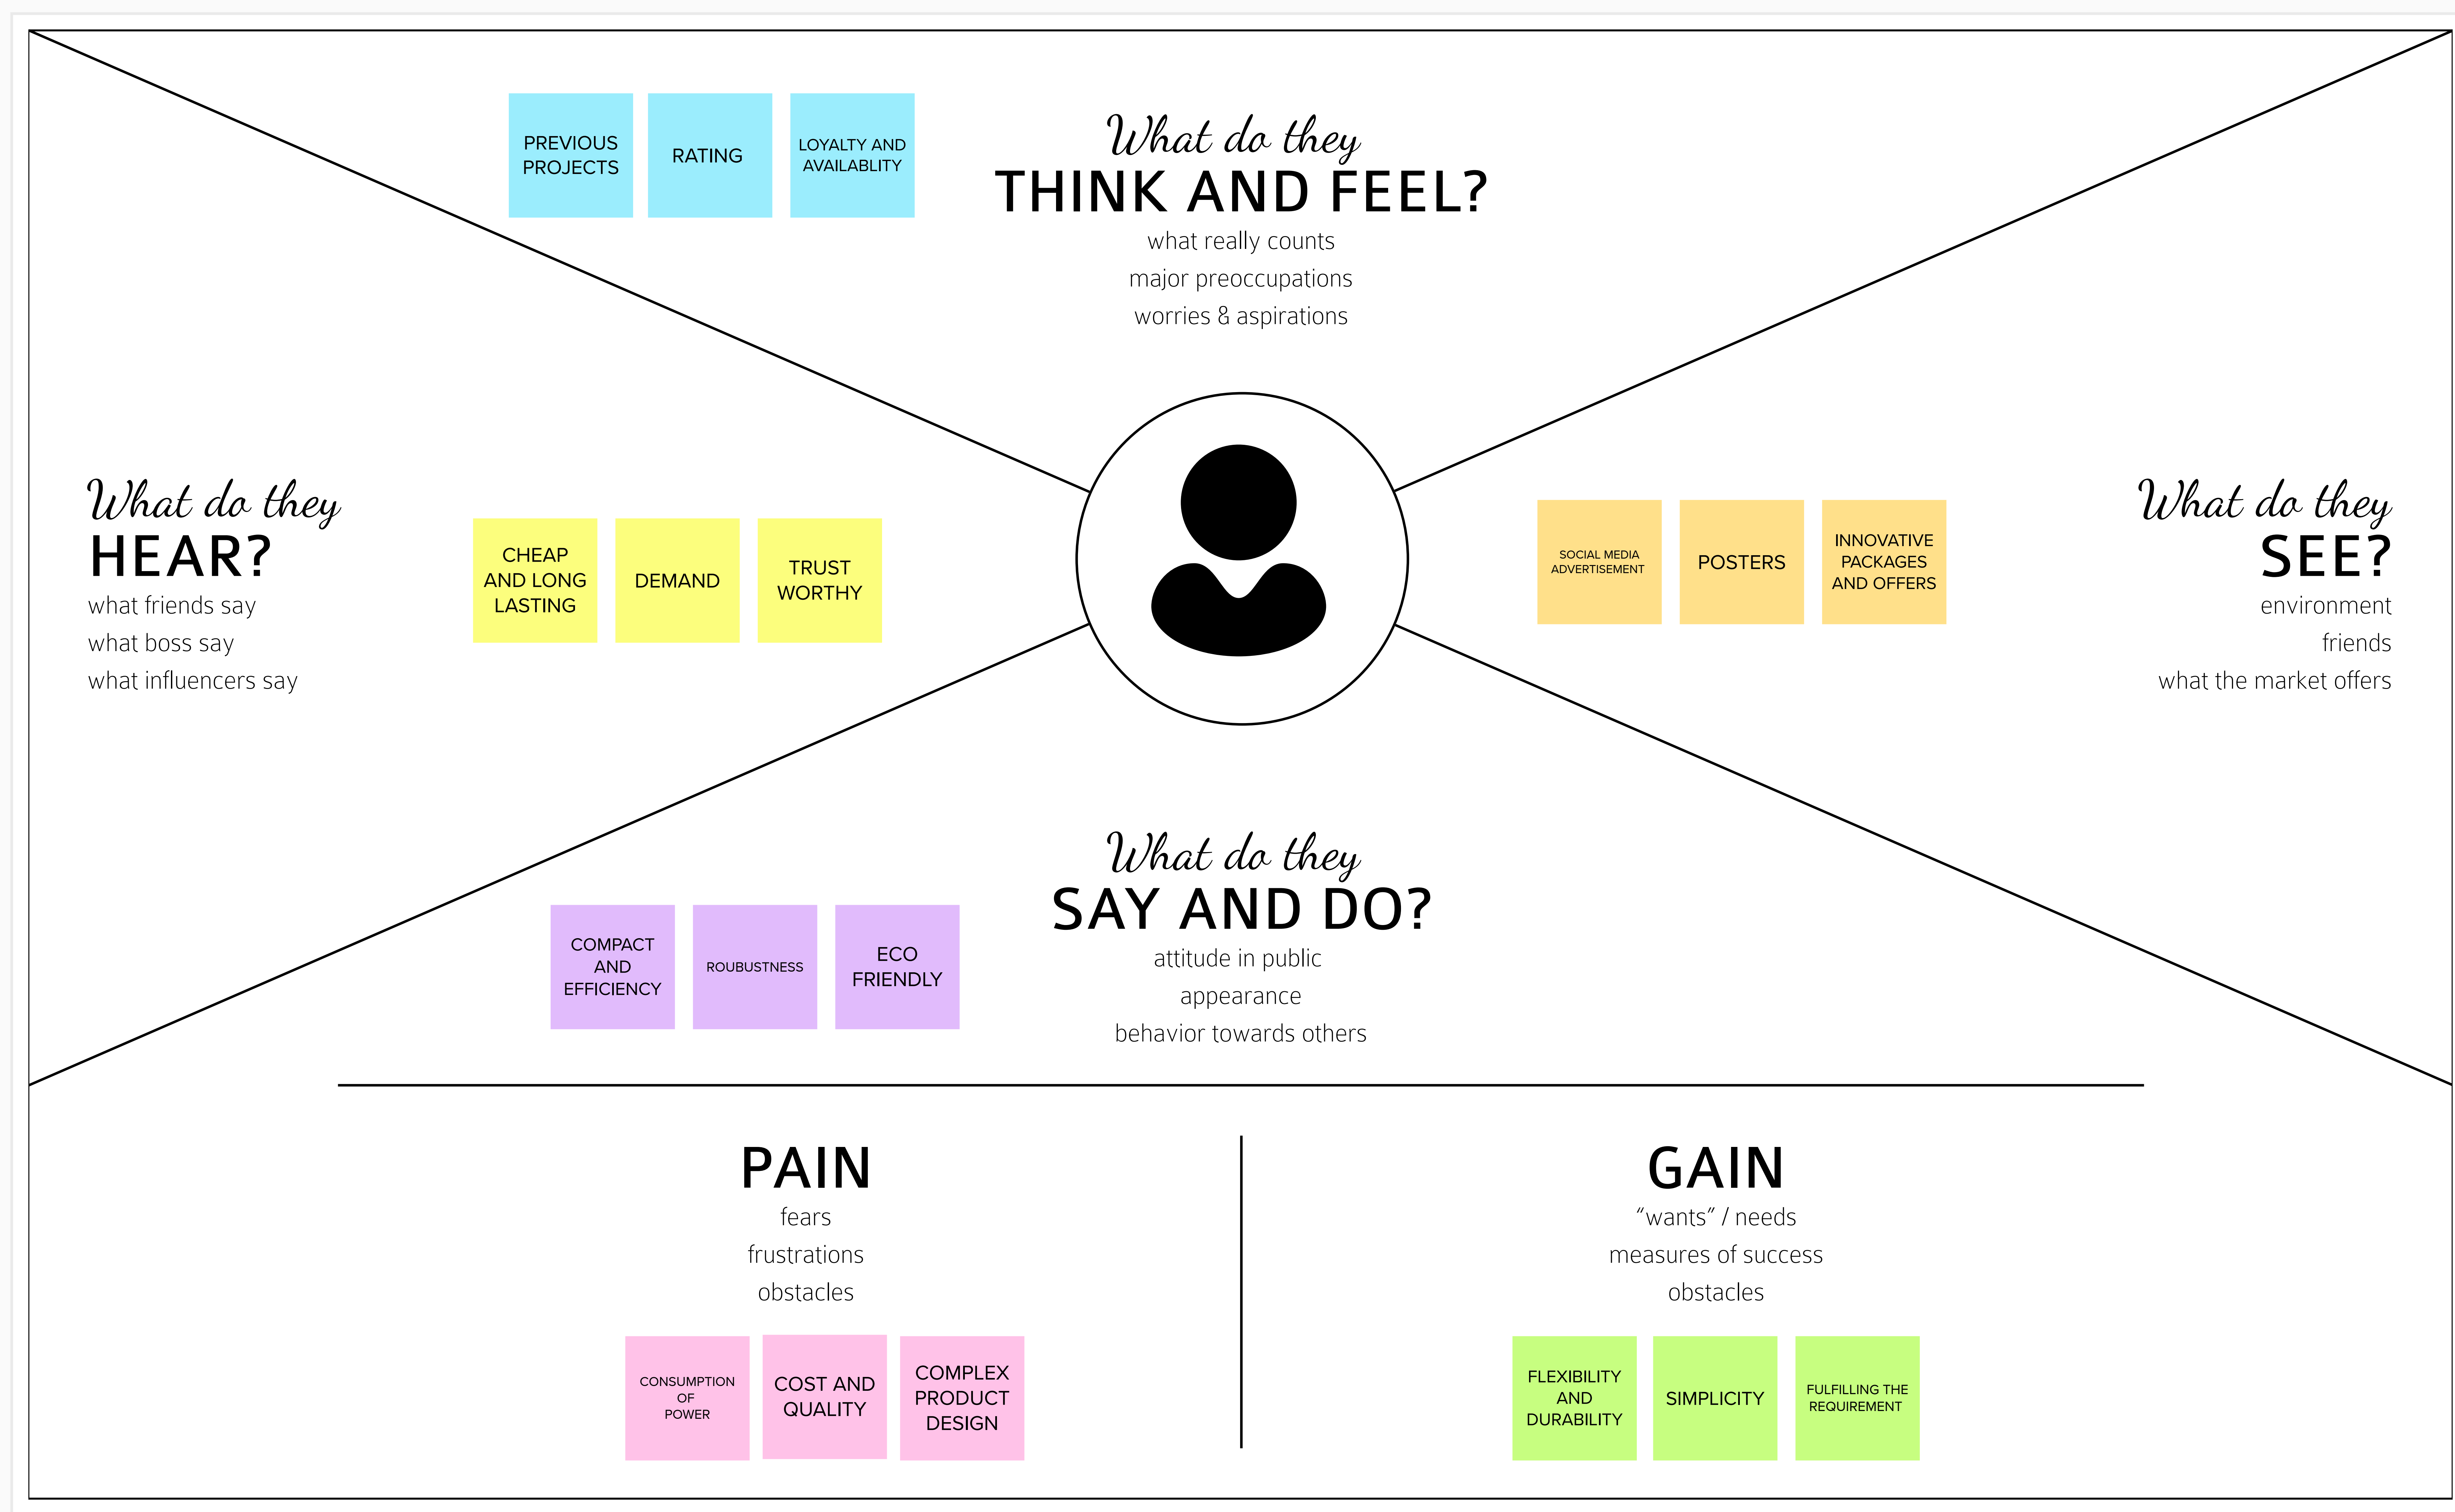 PREVIOUS
PROJECTS
RATING
LOYALTY AND
AVAILABLITY
What do they
THINK AND FEEL?
what really counts
major preoccupations
worries & aspirations
What do they
HEAR?
what friends say
what boss say
what influencers say
CHEAP
AND LONG
LASTING
DEMAND
TRUST
WORTHY
SOCIAL MEDIA
ADVERTISEMENT
POSTERS
INNOVATIVE
PACKAGES
AND OFFERS
What do they
SEE?
environment
friends
what the market offers
COMPACT
AND
EFFICIENCY
ROUBUSTNESS
ECO
FRIENDLY
What do they
SAY AND DO?
attitude in public
appearance
behavior towards others
PAIN
fears
frustrations
obstacles
CONSUMPTION
OF
POWER
COST AND
QUALITY
COMPLEX
PRODUCT
DESIGN
GAIN
“wants” / needs
measures of success
obstacles
FLEXIBILITY
AND
DURABILITY
SIMPLICITY
FULFILLING THE
REQUIREMENT